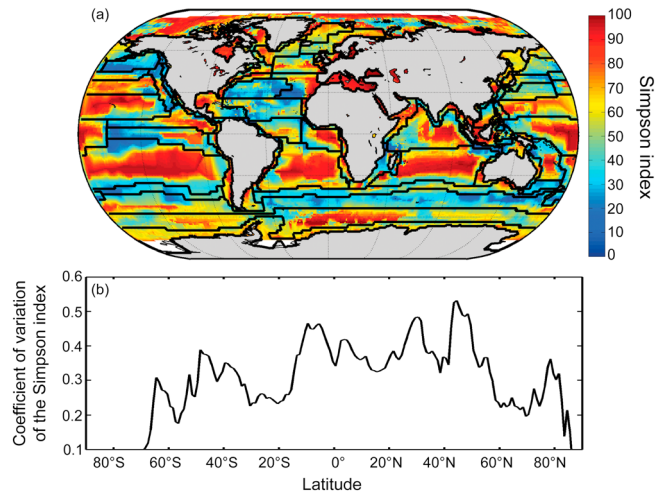 (a)
100
90
80
70
60
50
40
30
20
10
0
Simpson index
(b)
0.6
0.5
0.4
0.3
0.2
0.1
Coefficient of variation
of the Simpson index
80°S 60°S 40°S 20°S 0° 20°N 40°N 60°N 80°N
Latitude